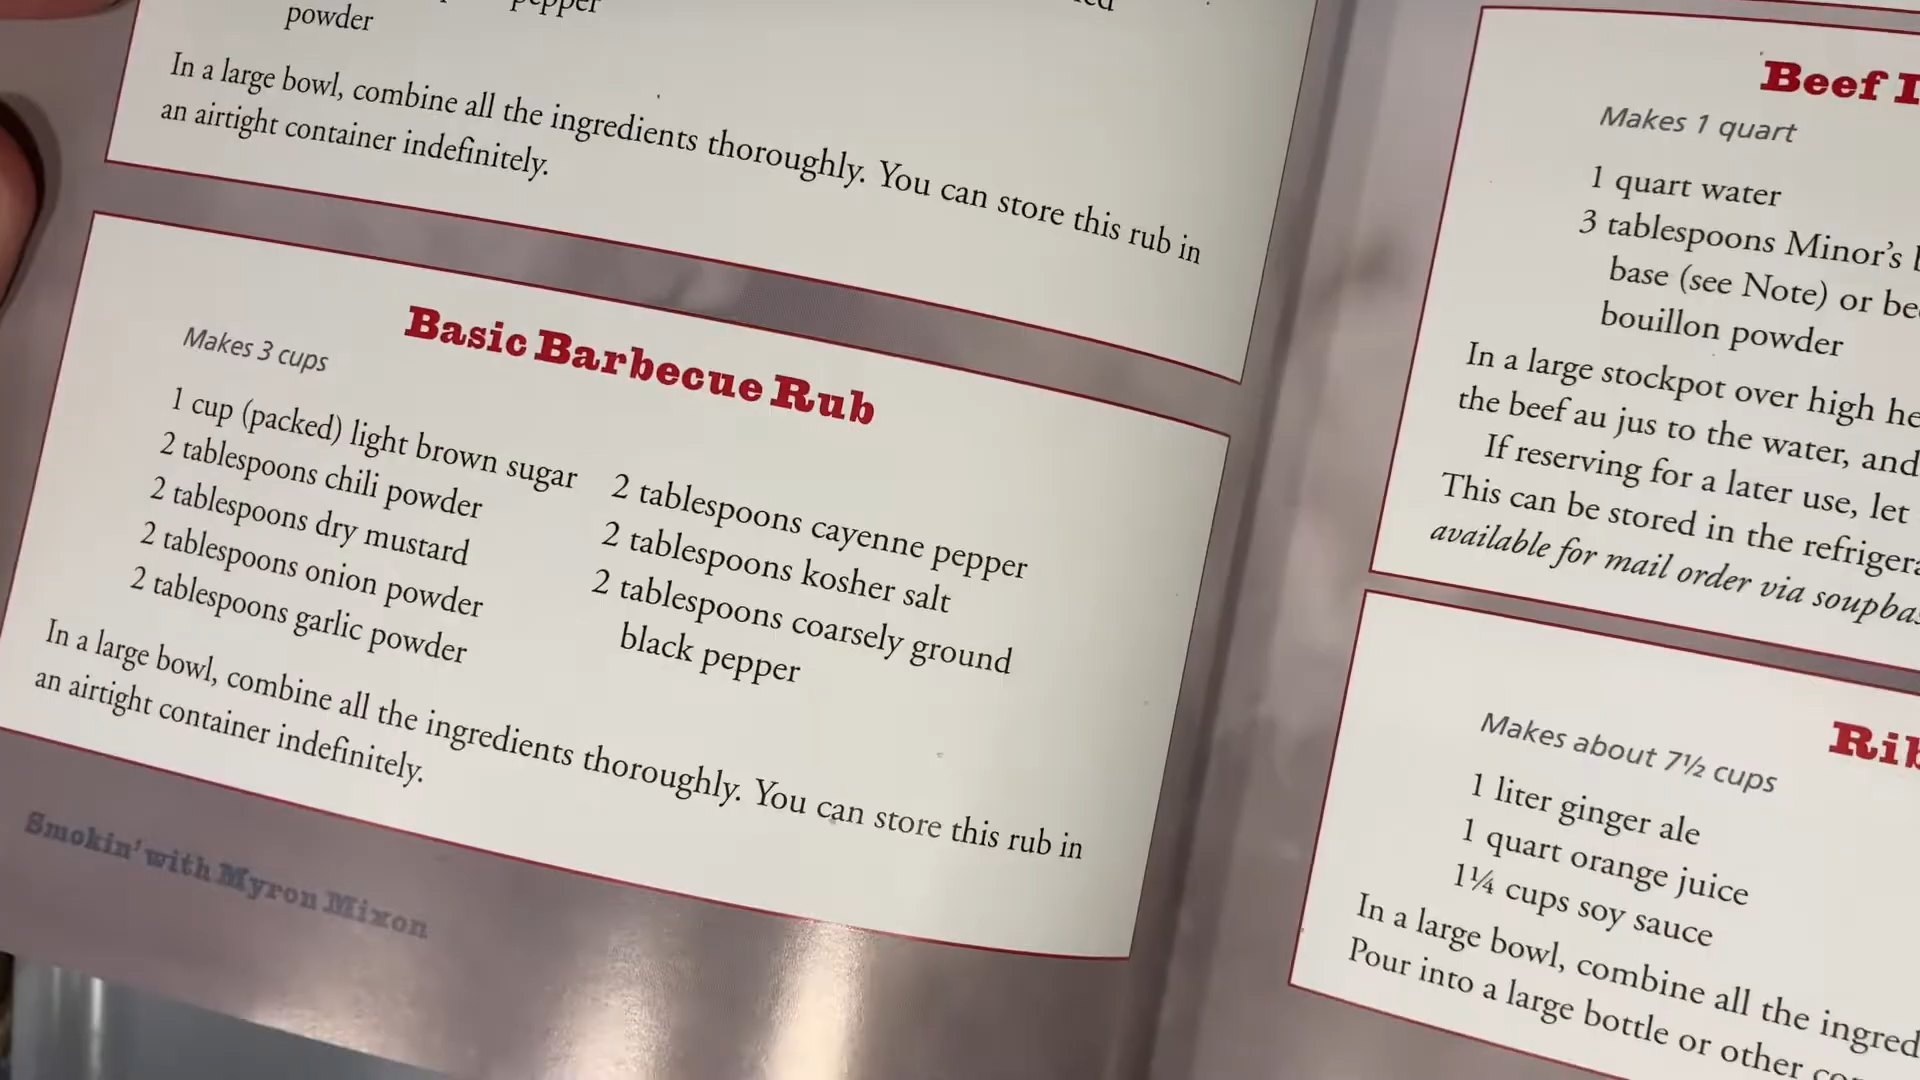 pepper
powder
In a large bowl, combine all the ingredients thoroughly. You can store this rub in
an airtight container indefinitely.
Basic Barbecue Rub
Makes 3 cups
1 cup (packed) light brown sugar
2 tablespoons chili powder
2 tablespoons dry mustard
2 tablespoons onion powder
2 tablespoons garlic powder
2 tablespoons cayenne pepper
2 tablespoons kosher salt
2 tablespoons coarsely ground
black pepper
In a large bowl, combine all the ingredients thoroughly. You can store this rub in
an airtight container indefinitely.
Smokin' with Myron Mixon
Beef
Makes 1 quart
1 quart water
3 tablespoons Minor's
base (see Note) or
bouillon powder
In a large stockpot over high
the beef au jus to the water, and
If reserving for a later use, let
This can be stored in the
available for mail order via
Makes about 7½ cups
1 liter ginger ale
1 quart orange juice
1¼ cups soy sauce
In a large bowl, combine all the
Pour into a large bottle or other